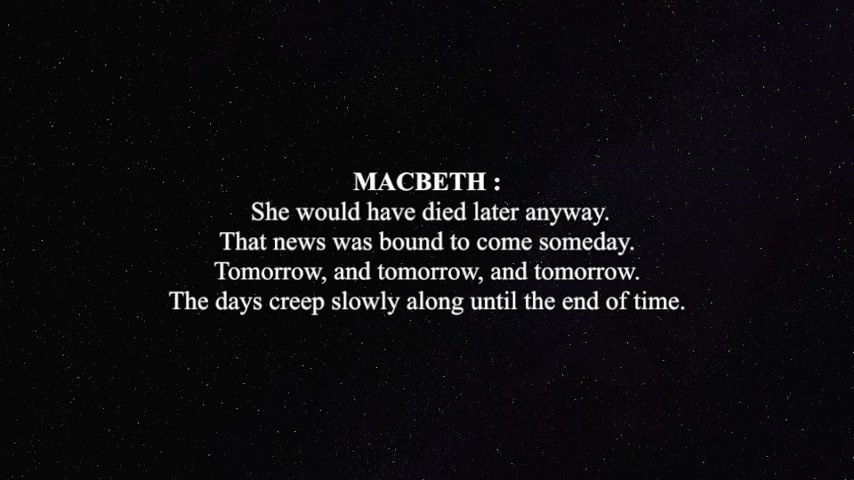 MACBETH :
She would have died later anyway.
That news was bound to come someday.
Tomorrow, and tomorrow, and tomorrow.
The days creep slowly along until the end of time.